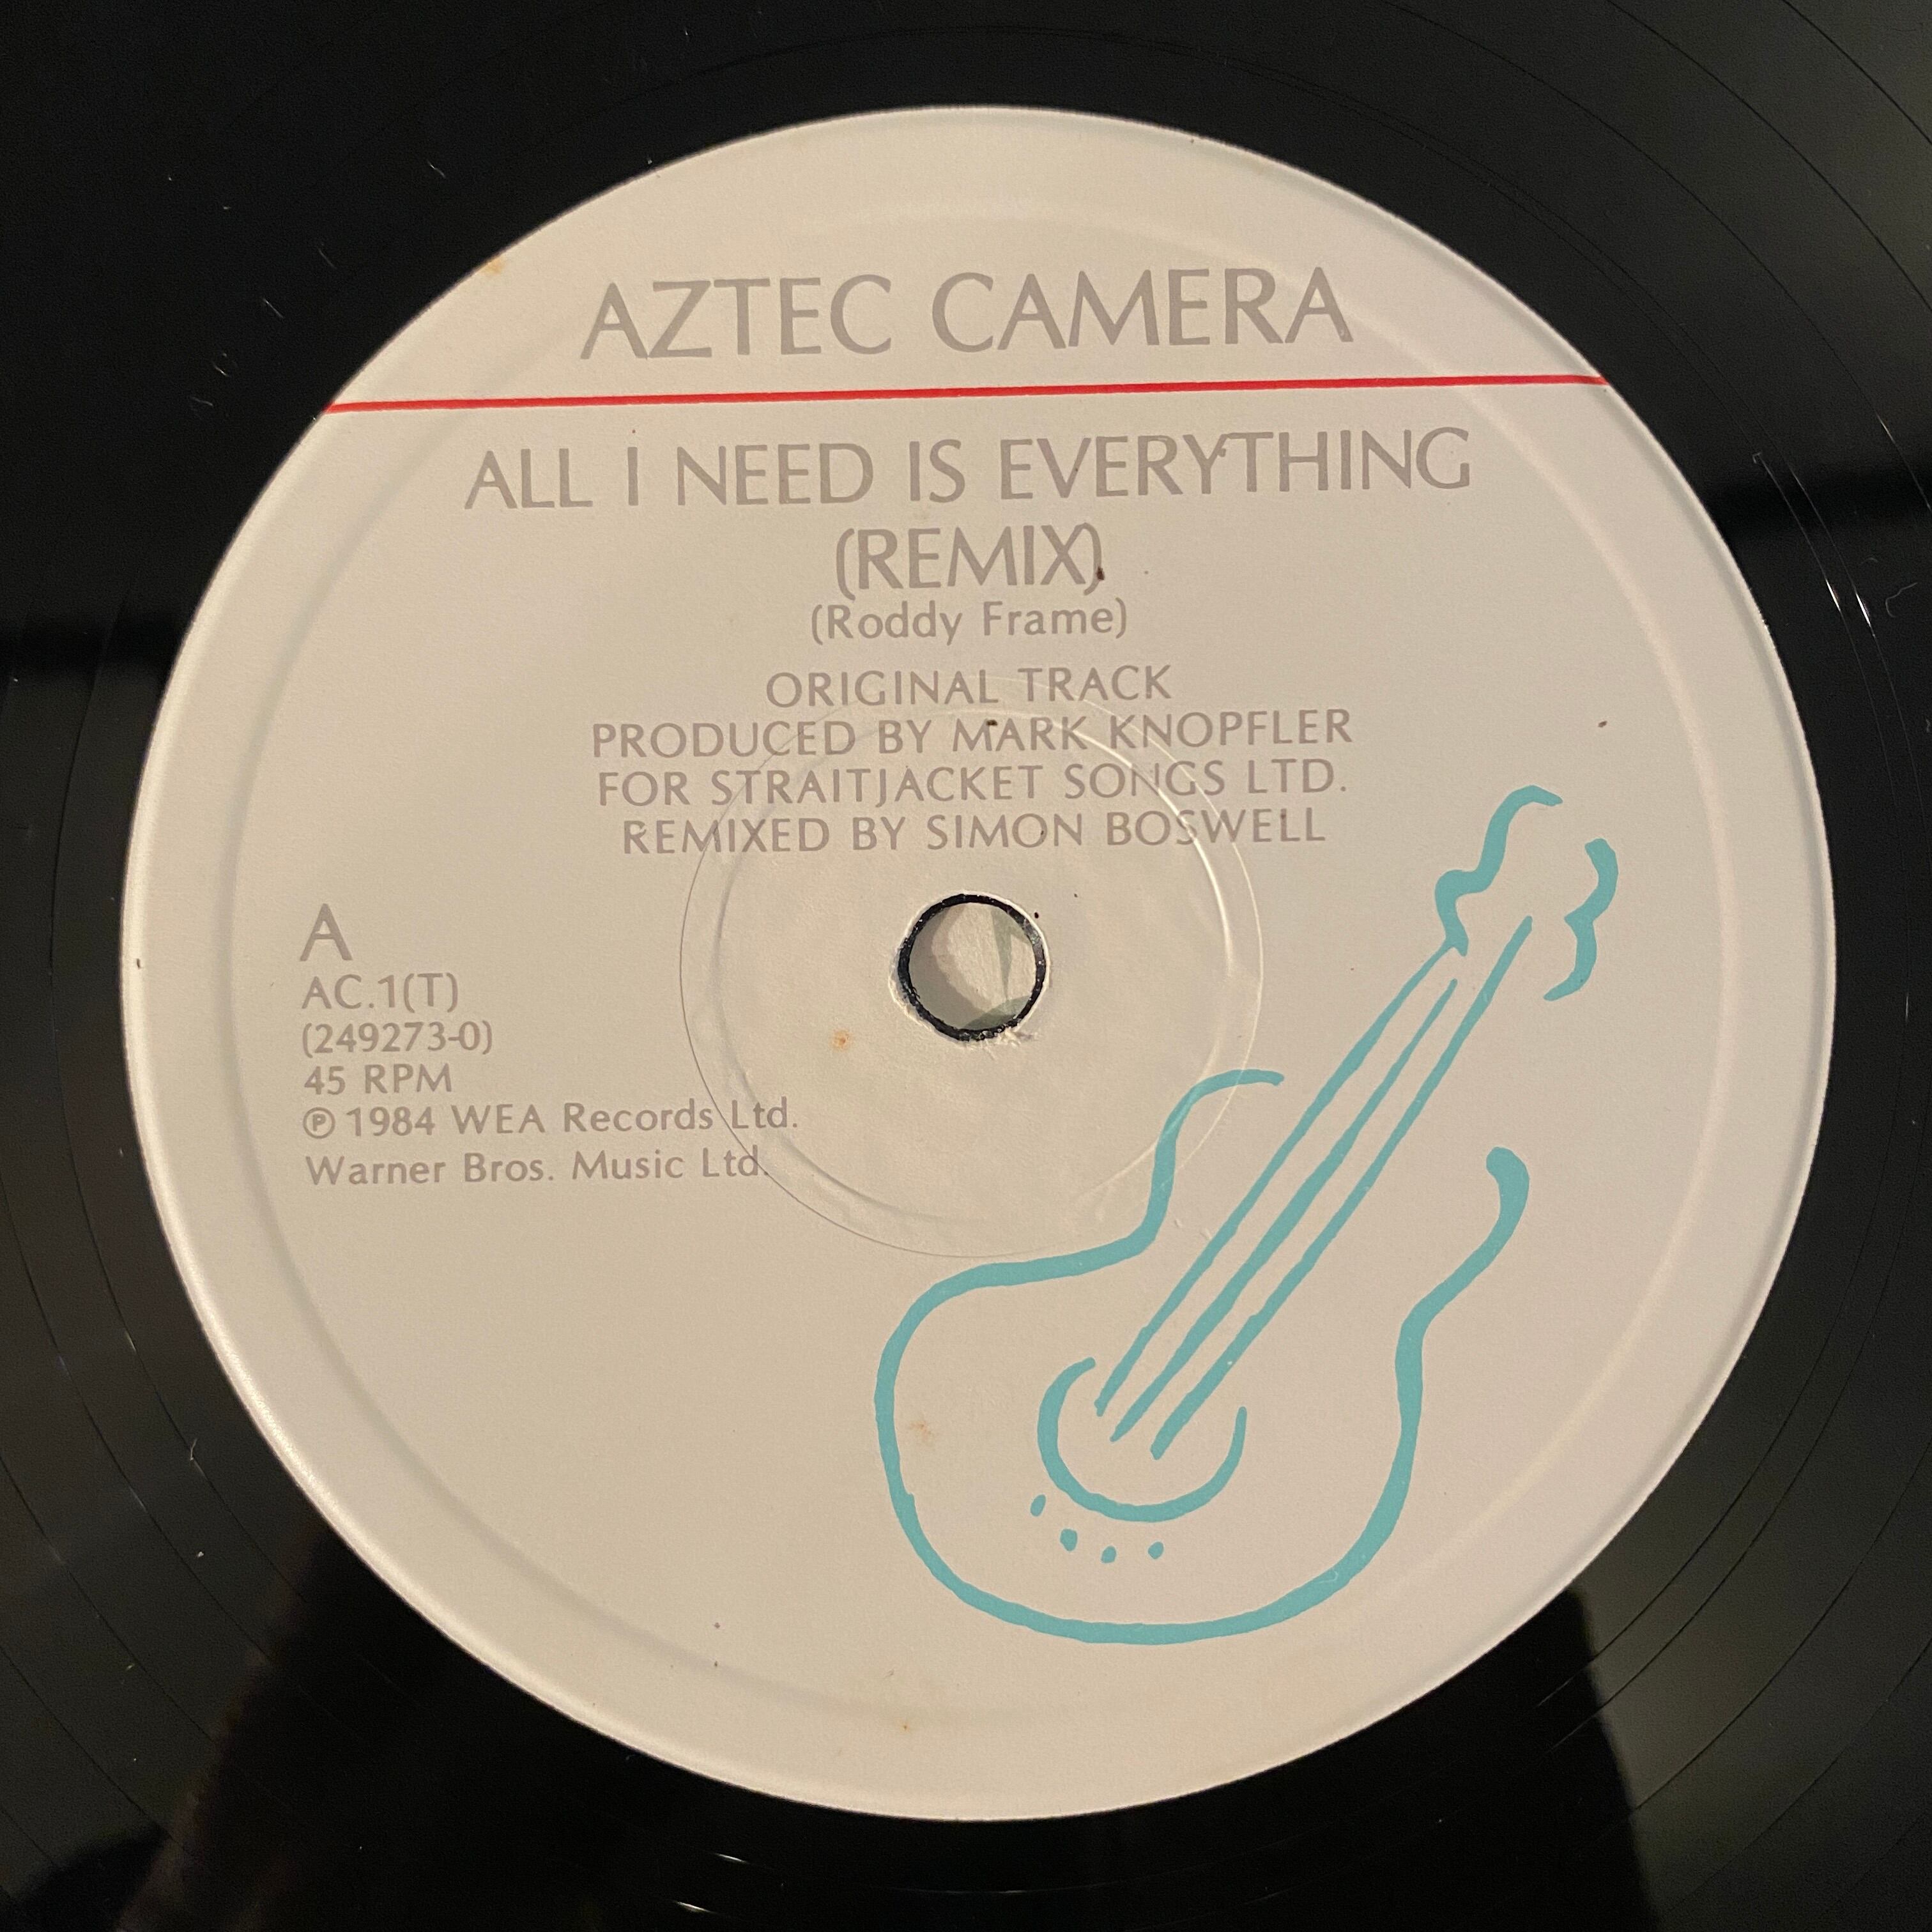 AZTEC CAMERA
ALL I NEED IS EVERYTHING
(REMIX)
(Roddy Frame)
ORIGINAL TRACK
PRODUCED BY MARK KNOPFLER
FOR STRAITJACKET SONGS LTD.
REMIXED BY SIMON BOSWELL
A
AC.1(T)
(249273-0)
45 RPM
℗ 1984 WEA Records Ltd.
Warner Bros. Music Ltd.